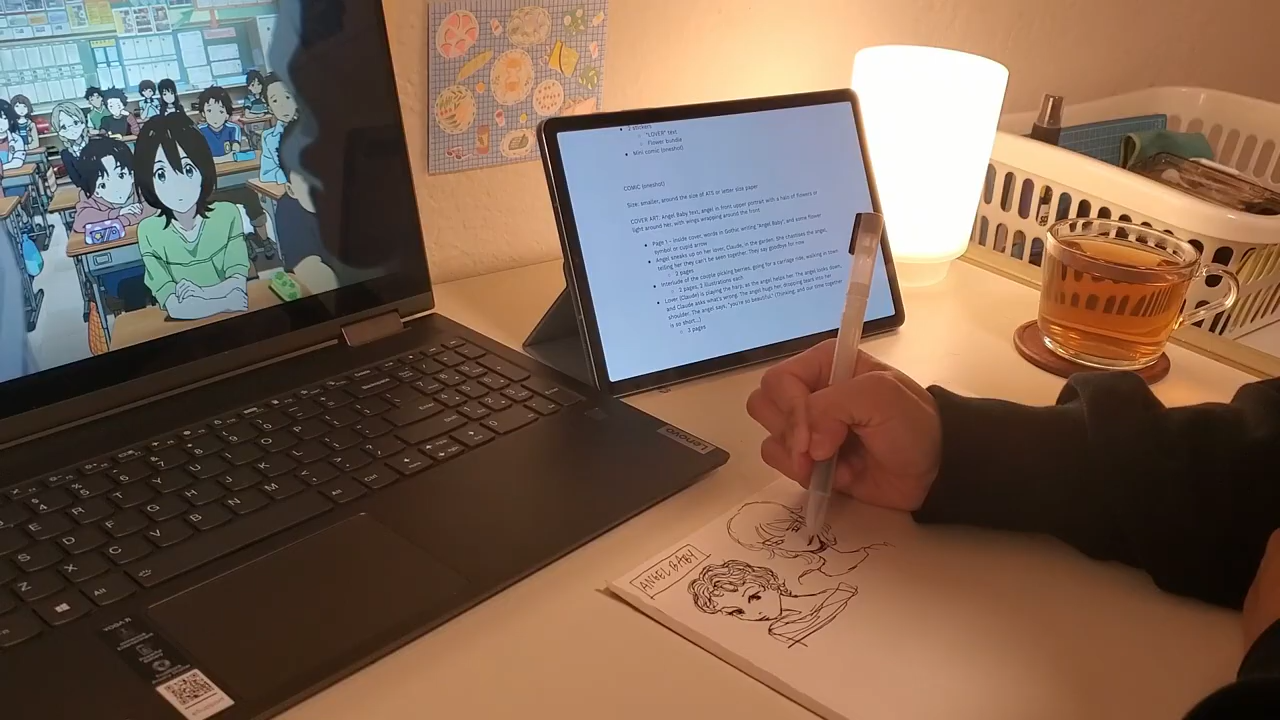 2 stickers
"LOVER" text
Flower bundle
Mini comic (oneshot)
COMIC (oneshot)
Size: smaller, around the size of A75 or letter size paper
COVER ART: Angel Baby text, angel in front upper portrait with a halo of flowers or
light around her, with wings wrapping around the front
Page 1 - inside cover, words in Gothic writing "Angel Baby", and some flower
symbol or cupid arrow
Angel sneaks up on her lover, Claude, in the garden. She chastises the angel,
telling her they can't be seen together. They say goodbye for now
2 pages
Interlude of the couple picking berries, going for a carriage ride, walking in town
2 pages, 2 illustrations each
Lover (Claude) is playing the harp, as the angel helps her. The angel looks down,
and Claude asks what's wrong. The angel hugs her, dropping tears into her
shoulder. The angel says, "you're so beautiful." (Thinking, and our time together
is so short...)
3 pages
Lenovo
YOGA
ANGEL BABY
Enter
Alt
Ctrl
Y U I O P
E R T
F G H J K L
S D
Z X C V B N M
Alt